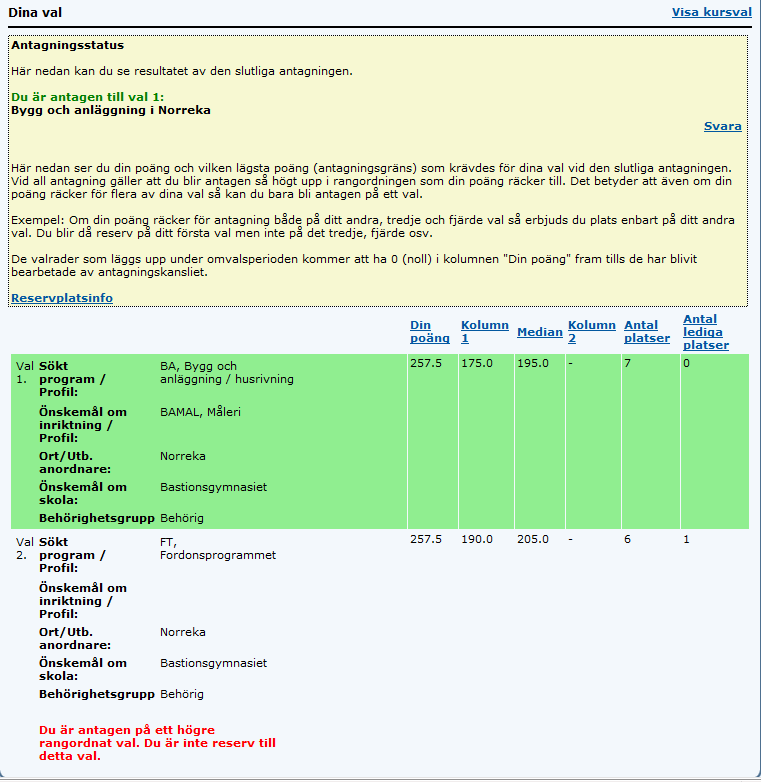 Dina val
Visa kursval
Antagningsstatus
Här nedan kan du se resultatet av den slutliga antagningen.
Du är antagen till val 1:
Bygg och anläggning i Norreka
Svara
Här nedan ser du din poäng och vilken lägsta poäng (antagningsgräns) som krävdes för dina val vid den slutliga antagningen.
Vid all antagning gäller att du blir antagen så högt upp i rangordningen som din poäng räcker till. Det betyder att även om din
poäng räcker för flera av dina val så kan du bara bli antagen på ett val.
Exempel: Om din poäng räcker för antagning både på ditt andra, tredje och fjärde val så erbjuds du plats enbart på ditt andra
val. Du blir då reserv på ditt första val men inte på det tredje, fjärde osv.
De valrader som läggs upp under omvalsperioden kommer att ha 0 (noll) i kolumnen "Din poäng" fram tills de har blivit
bearbetade av antagningskansliet.
Reservplatsinfo
Din
poäng
Kolumn
1
Median
Kolumn
2
Antal
platser
Antal
lediga
platser
Val
1.
Sökt
program /
Profil:
BA, Bygg och
anläggning / husrivning
257.5
175.0
195.0
-
7
0
Önskemål om
inriktning /
Profil:
BAMAL, Måleri
Ort/Utb.
anordnare:
Norreka
Önskemål om
skola:
Bastionsgymnasiet
Behörighetsgrupp
Behörig
Val
2.
Sökt
program /
Profil:
FT,
Fordonsprogrammet
257.5
190.0
205.0
-
6
1
Önskemål om
inriktning /
Profil:
Ort/Utb.
anordnare:
Norreka
Önskemål om
skola:
Bastionsgymnasiet
Behörighetsgrupp
Behörig
Du är antagen på ett högre
rangordnat val. Du är inte reserv till
detta val.